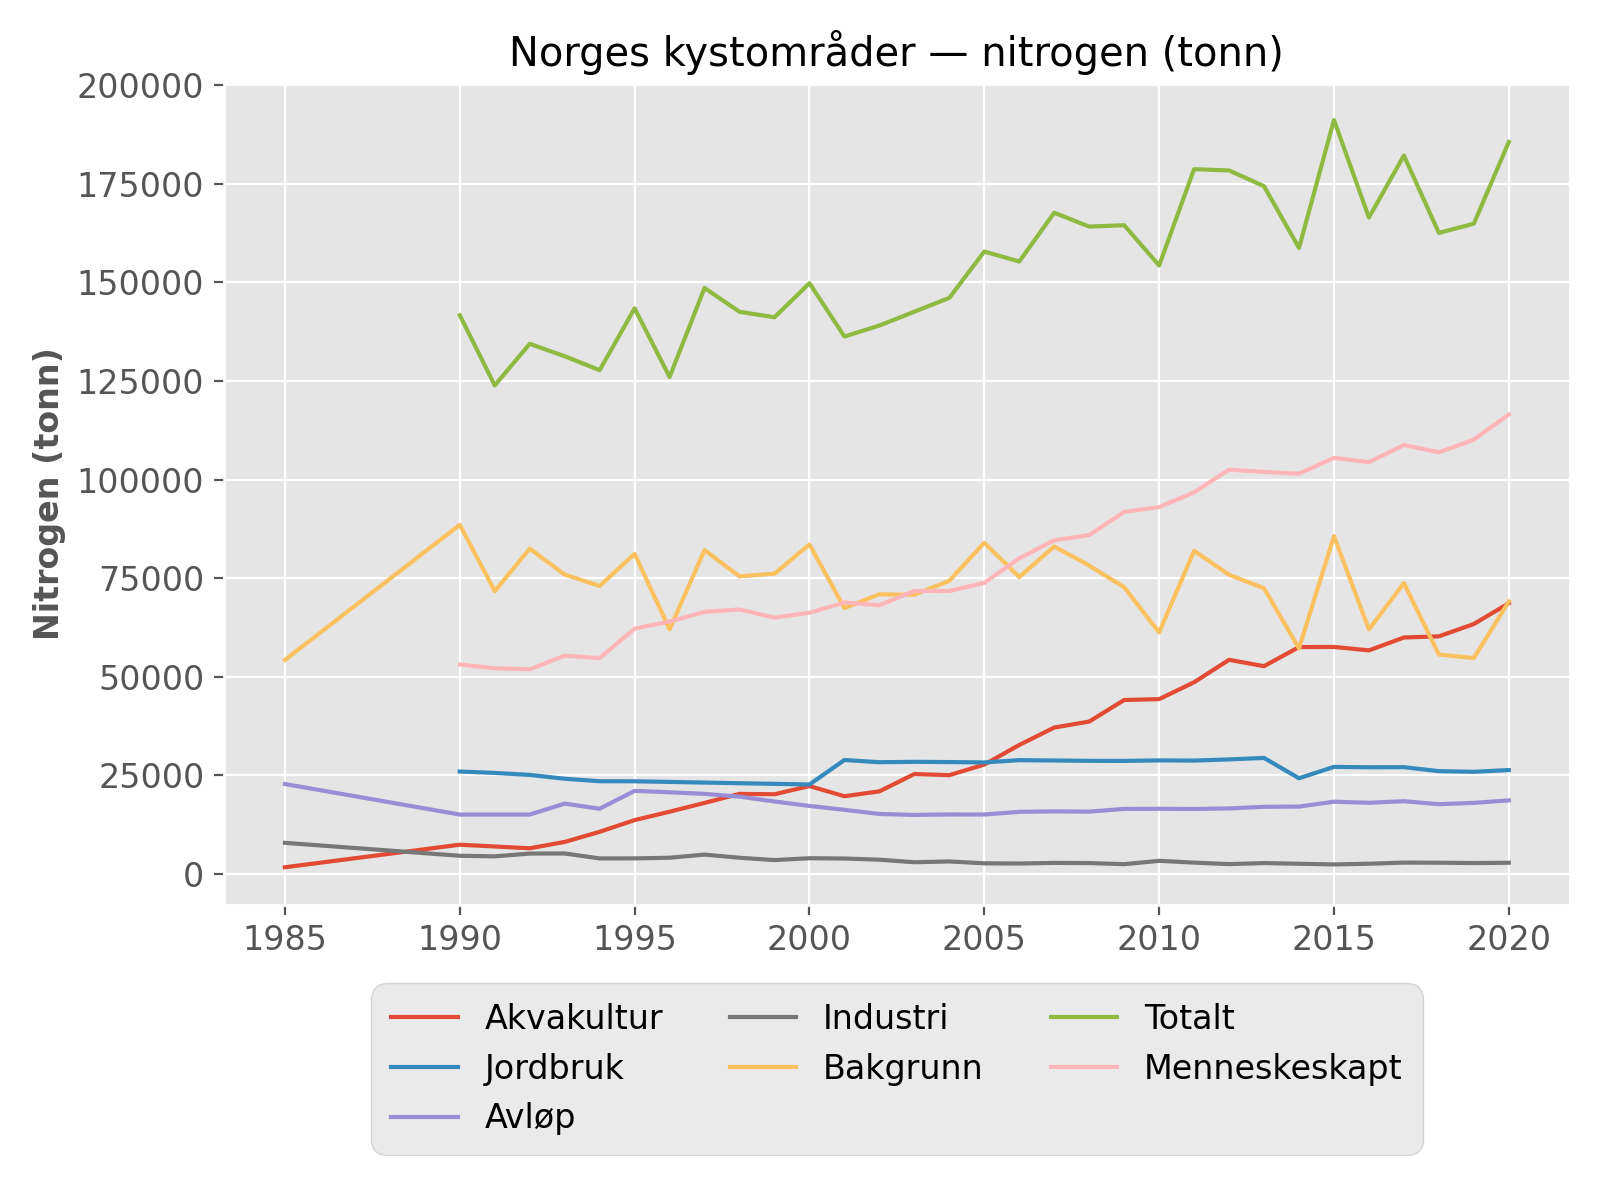 Norges kystområder — nitrogen (tonn)
200000
175000
150000
125000
100000
75000
50000
25000
0
Nitrogen (tonn)
1985 1990 1995 2000 2005 2010 2015 2020
Akvakultur Industri Totalt
Jordbruk Bakgrunn Menneskeskapt
Avløp